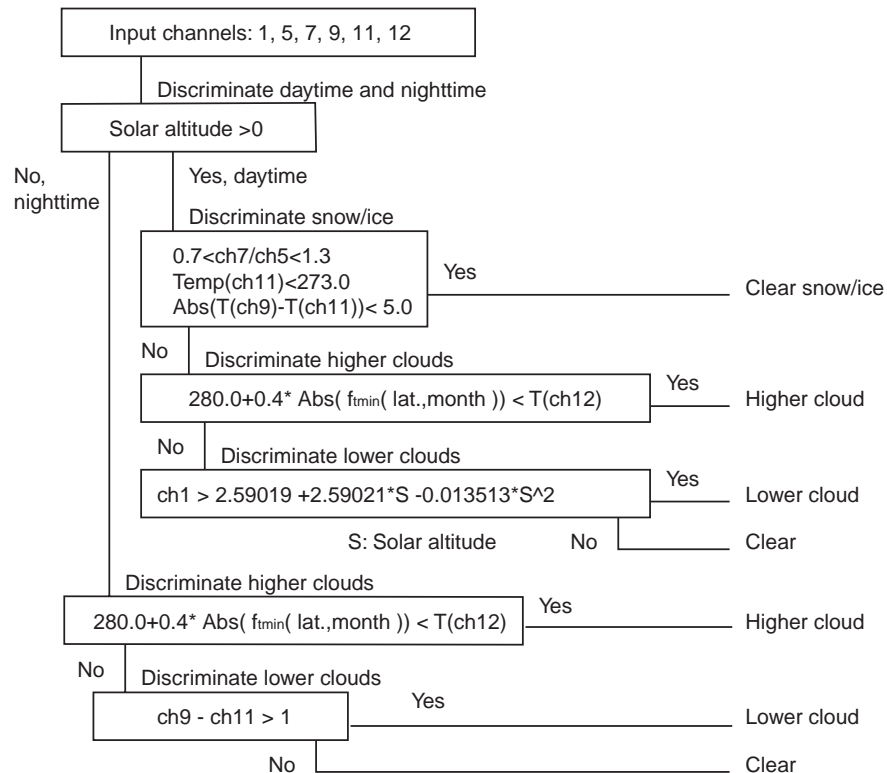 Input channels: 1, 5, 7, 9, 11, 12
Discriminate daytime and nighttime
Solar altitude >0
No,
nighttime
Yes, daytime
Discriminate snow/ice
0.7<ch7/ch5<1.3
Temp(ch11)<273.0
Abs(T(ch9)-T(ch11))< 5.0
Yes
Clear snow/ice
No
Discriminate higher clouds
280.0+0.4* Abs( ftmin( lat.,month )) < T(ch12)
Yes
Higher cloud
No
Discriminate lower clouds
ch1 > 2.59019 +2.59021*S -0.013513*S^2
Yes
Lower cloud
S: Solar altitude
No
Clear
Discriminate higher clouds
280.0+0.4* Abs( ftmin( lat.,month )) < T(ch12)
Yes
Higher cloud
No
Discriminate lower clouds
ch9 - ch11 > 1
Yes
Lower cloud
No
Clear